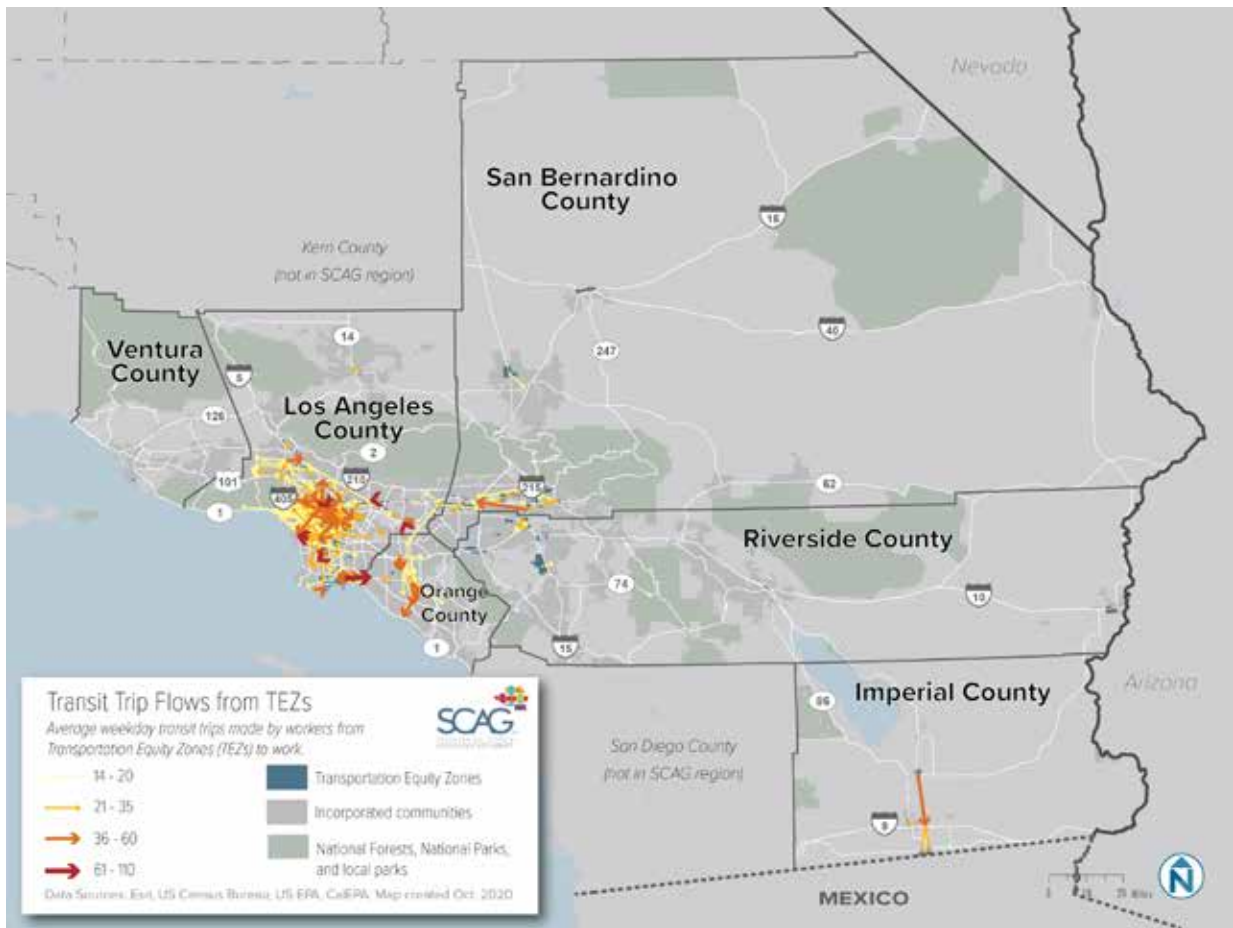 Nevada
San Bernardino
County
15
Kern County
(not in SCAG region)
40
14
247
Ventura
County
5
Los Angeles
County
126
2
62
101
210
215
405
1
Riverside County
74
10
Orange
County
1
15
Imperial County
Arizona
86
San Diego County
(not in SCAG region)
8
MEXICO
N
Transit Trip Flows from TEZs
SCAG
Average weekday transit trips made by workers from
Transportation Equity Zones (TEZs) to work.
14 - 20
21 - 35
36 - 60
61 - 110
Transportation Equity Zones
Incorporated communities
National Forests, National Parks,
and local parks
Data Sources: Esri, US Census Bureau, US EPA, CalEPA. Map created Oct. 2020